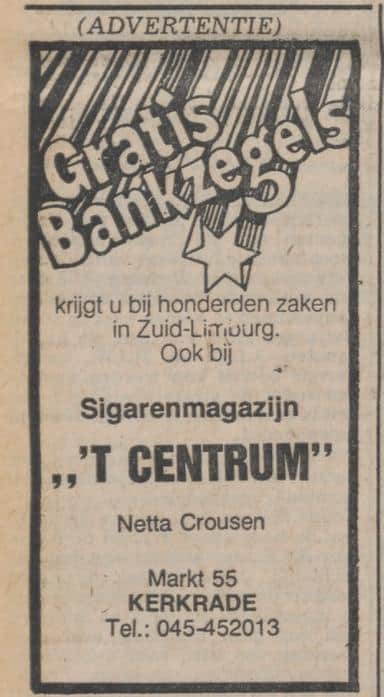 (ADVERTENTIE)
Gratis
Bankzegels
krijgt u bij honderden zaken
in Zuid-Limburg.
Ook bij
Sigarenmagazijn
,,'T CENTRUM"
Netta Crousen
Markt 55
KERKRADE
Tel.: 045-452013